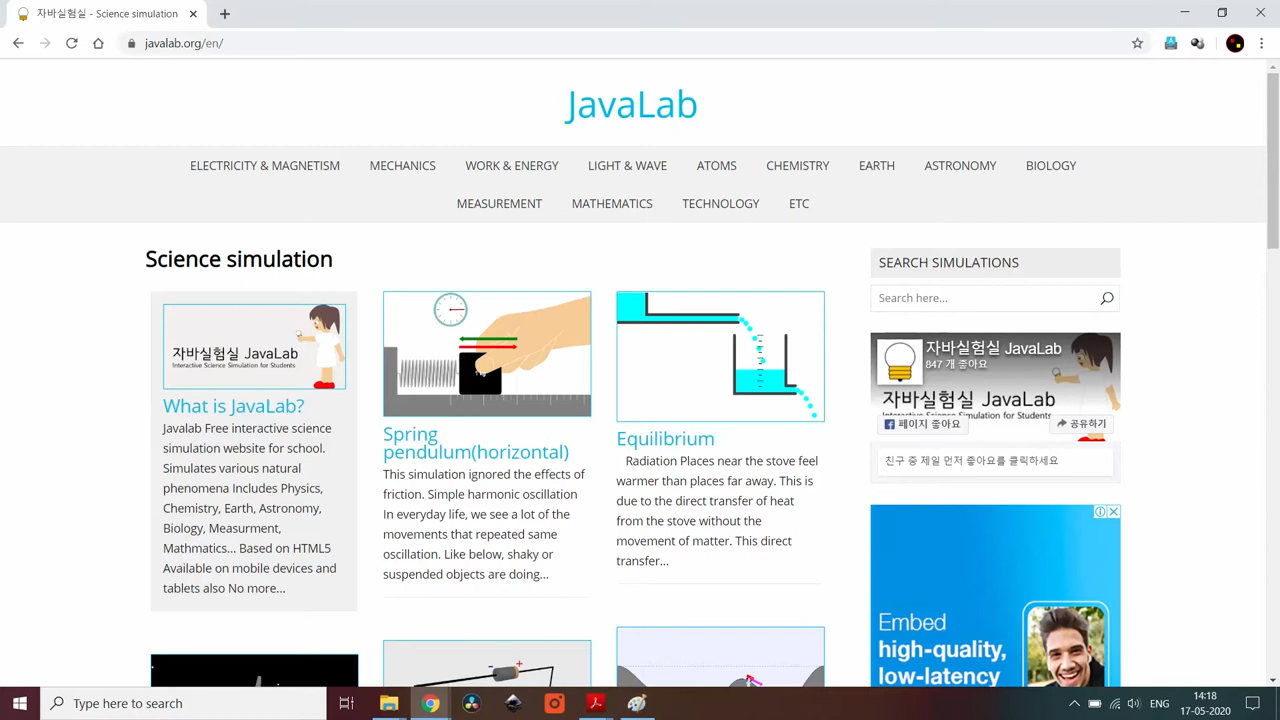 자바실험실 - Science simulation
javalab.org/en/
JavaLab
ELECTRICITY & MAGNETISM MECHANICS WORK & ENERGY LIGHT & WAVE ATOMS CHEMISTRY EARTH ASTRONOMY BIOLOGY
MEASUREMENT MATHEMATICS TECHNOLOGY ETC
Science simulation
자바실험실 JavaLab
Interactive Science Simulation for Students
What is JavaLab?
Javalab Free interactive science
simulation website for school.
Simulates various natural
phenomena Includes Physics,
Chemistry, Earth, Astronomy,
Biology, Measurment,
Mathmatics... Based on HTML5
Available on mobile devices and
tablets also No more...
Spring
pendulum(horizontal)
This simulation ignored the effects of
friction. Simple harmonic oscillation
In everyday life, we see a lot of the
movements that repeated same
oscillation. Like below, shaky or
suspended objects are doing...
Equilibrium
Radiation Places near the stove feel
warmer than places far away. This is
due to the direct transfer of heat
from the stove without the
movement of matter. This direct
transfer...
SEARCH SIMULATIONS
Search here...
자바실험실 JavaLab
847 개 좋아요
자바실험실 JavaLab
Interactive Science Simulation for Students
페이지 좋아요 공유하기
친구 중 제일 먼저 좋아요를 클릭하세요
Embed
high-quality,
low-latency
- +
Type here to search
ENG
14:18
17-05-2020